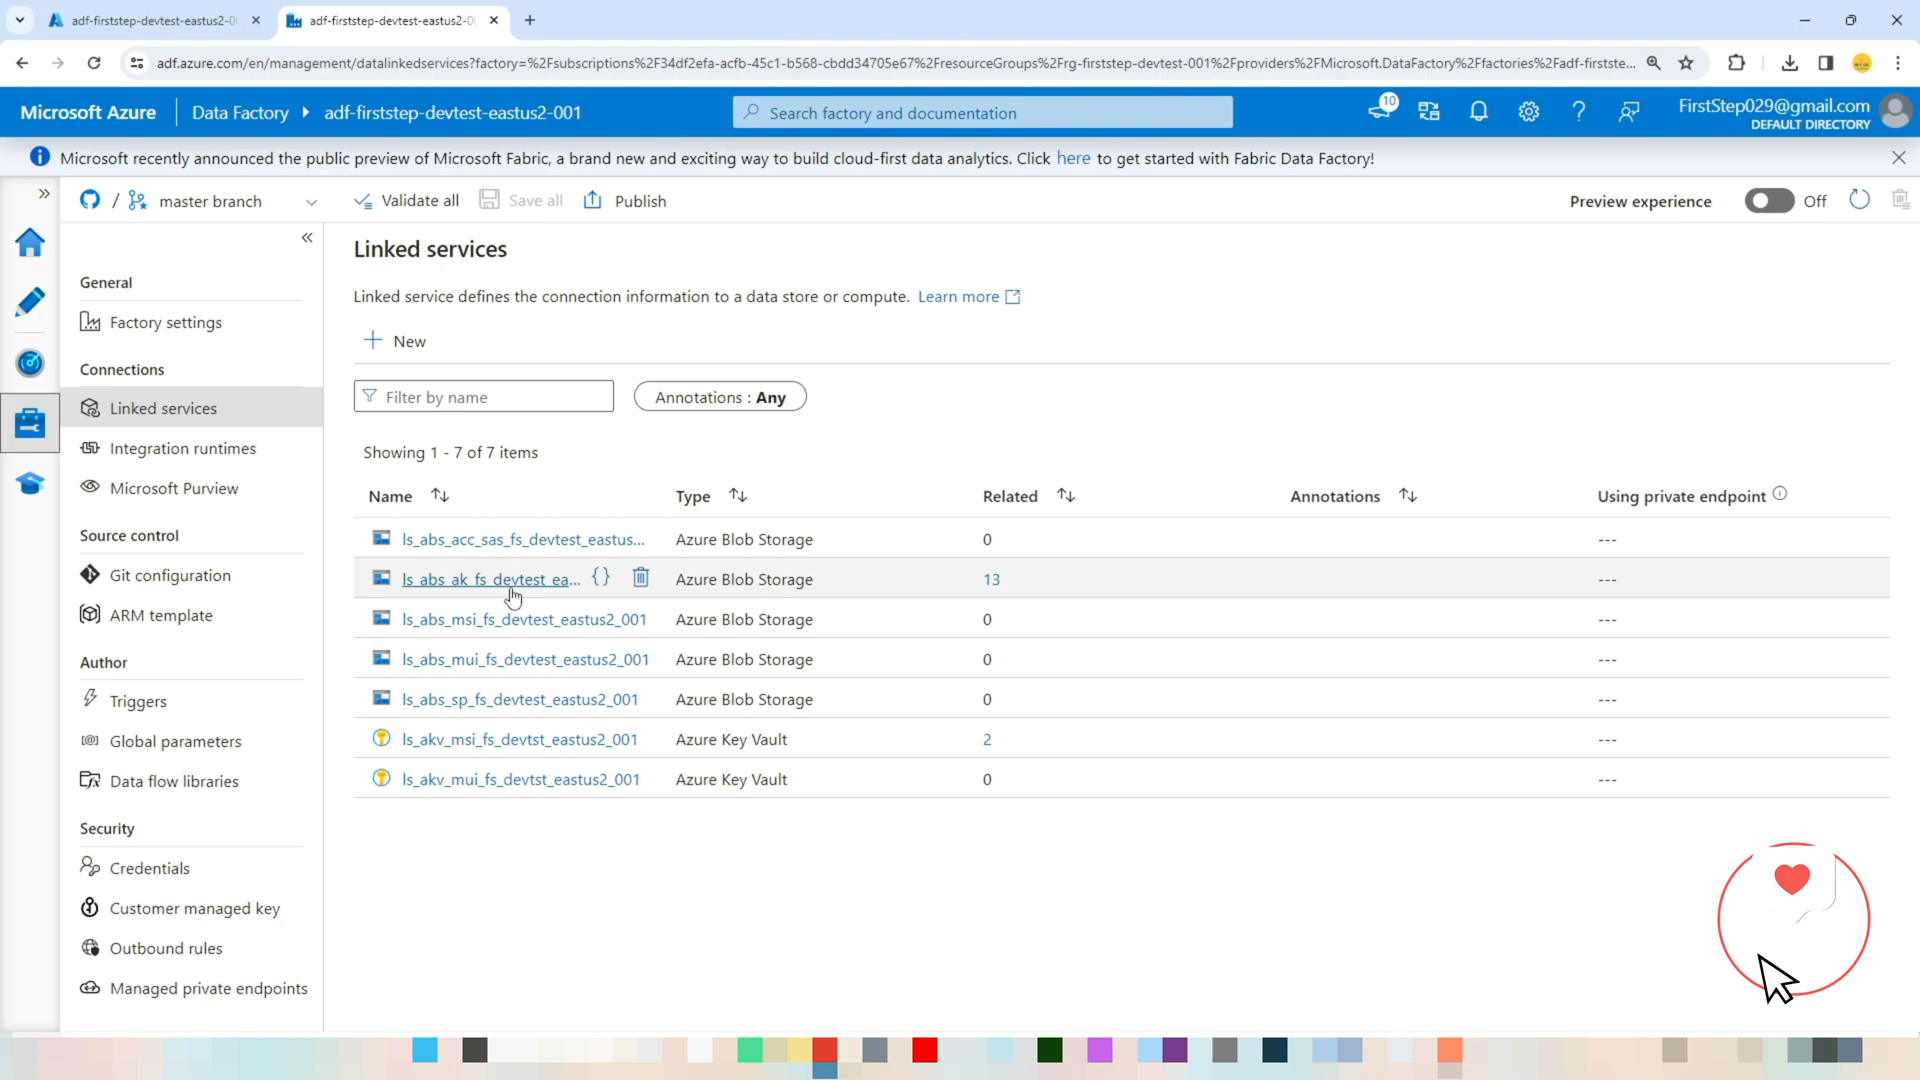 adf-firststep-devtest-eastus2-0
adf-firststep-devtest-eastus2-0
adf.azure.com/en/management/datalinkedservices?factory=%2Fsubscriptions%2F34df2efa-acfb-45c1-b568-cbdd34705e67%2FresourceGroups%2Frg-firststep-devtest-001%2Fproviders%2FMicrosoft.DataFactory%2Ffactories%2Fadf-firstste...
Microsoft Azure
Data Factory
adf-firststep-devtest-eastus2-001
Search factory and documentation
10
FirstStep029@gmail.com
DEFAULT DIRECTORY
Microsoft recently announced the public preview of Microsoft Fabric, a brand new and exciting way to build cloud-first data analytics. Click here to get started with Fabric Data Factory!
/ master branch
Validate all
Save all
Publish
Preview experience
Off
General
Factory settings
Connections
Linked services
Integration runtimes
Microsoft Purview
Source control
Git configuration
ARM template
Author
Triggers
Global parameters
Data flow libraries
Security
Credentials
Customer managed key
Outbound rules
Managed private endpoints
Linked services
Linked service defines the connection information to a data store or compute. Learn more
New
Filter by name
Annotations : Any
Showing 1 - 7 of 7 items
Name Type Related Annotations Using private endpoint
ls_abs_acc_sas_fs_devtest_eastus... Azure Blob Storage 0 ---
ls_abs_ak_fs_devtest_ea... {} Azure Blob Storage 13 ---
ls_abs_msi_fs_devtest_eastus2_001 Azure Blob Storage 0 ---
ls_abs_mui_fs_devtest_eastus2_001 Azure Blob Storage 0 ---
ls_abs_sp_fs_devtest_eastus2_001 Azure Blob Storage 0 ---
ls_akv_msi_fs_devtst_eastus2_001 Azure Key Vault 2 ---
ls_akv_mui_fs_devtst_eastus2_001 Azure Key Vault 0 ---